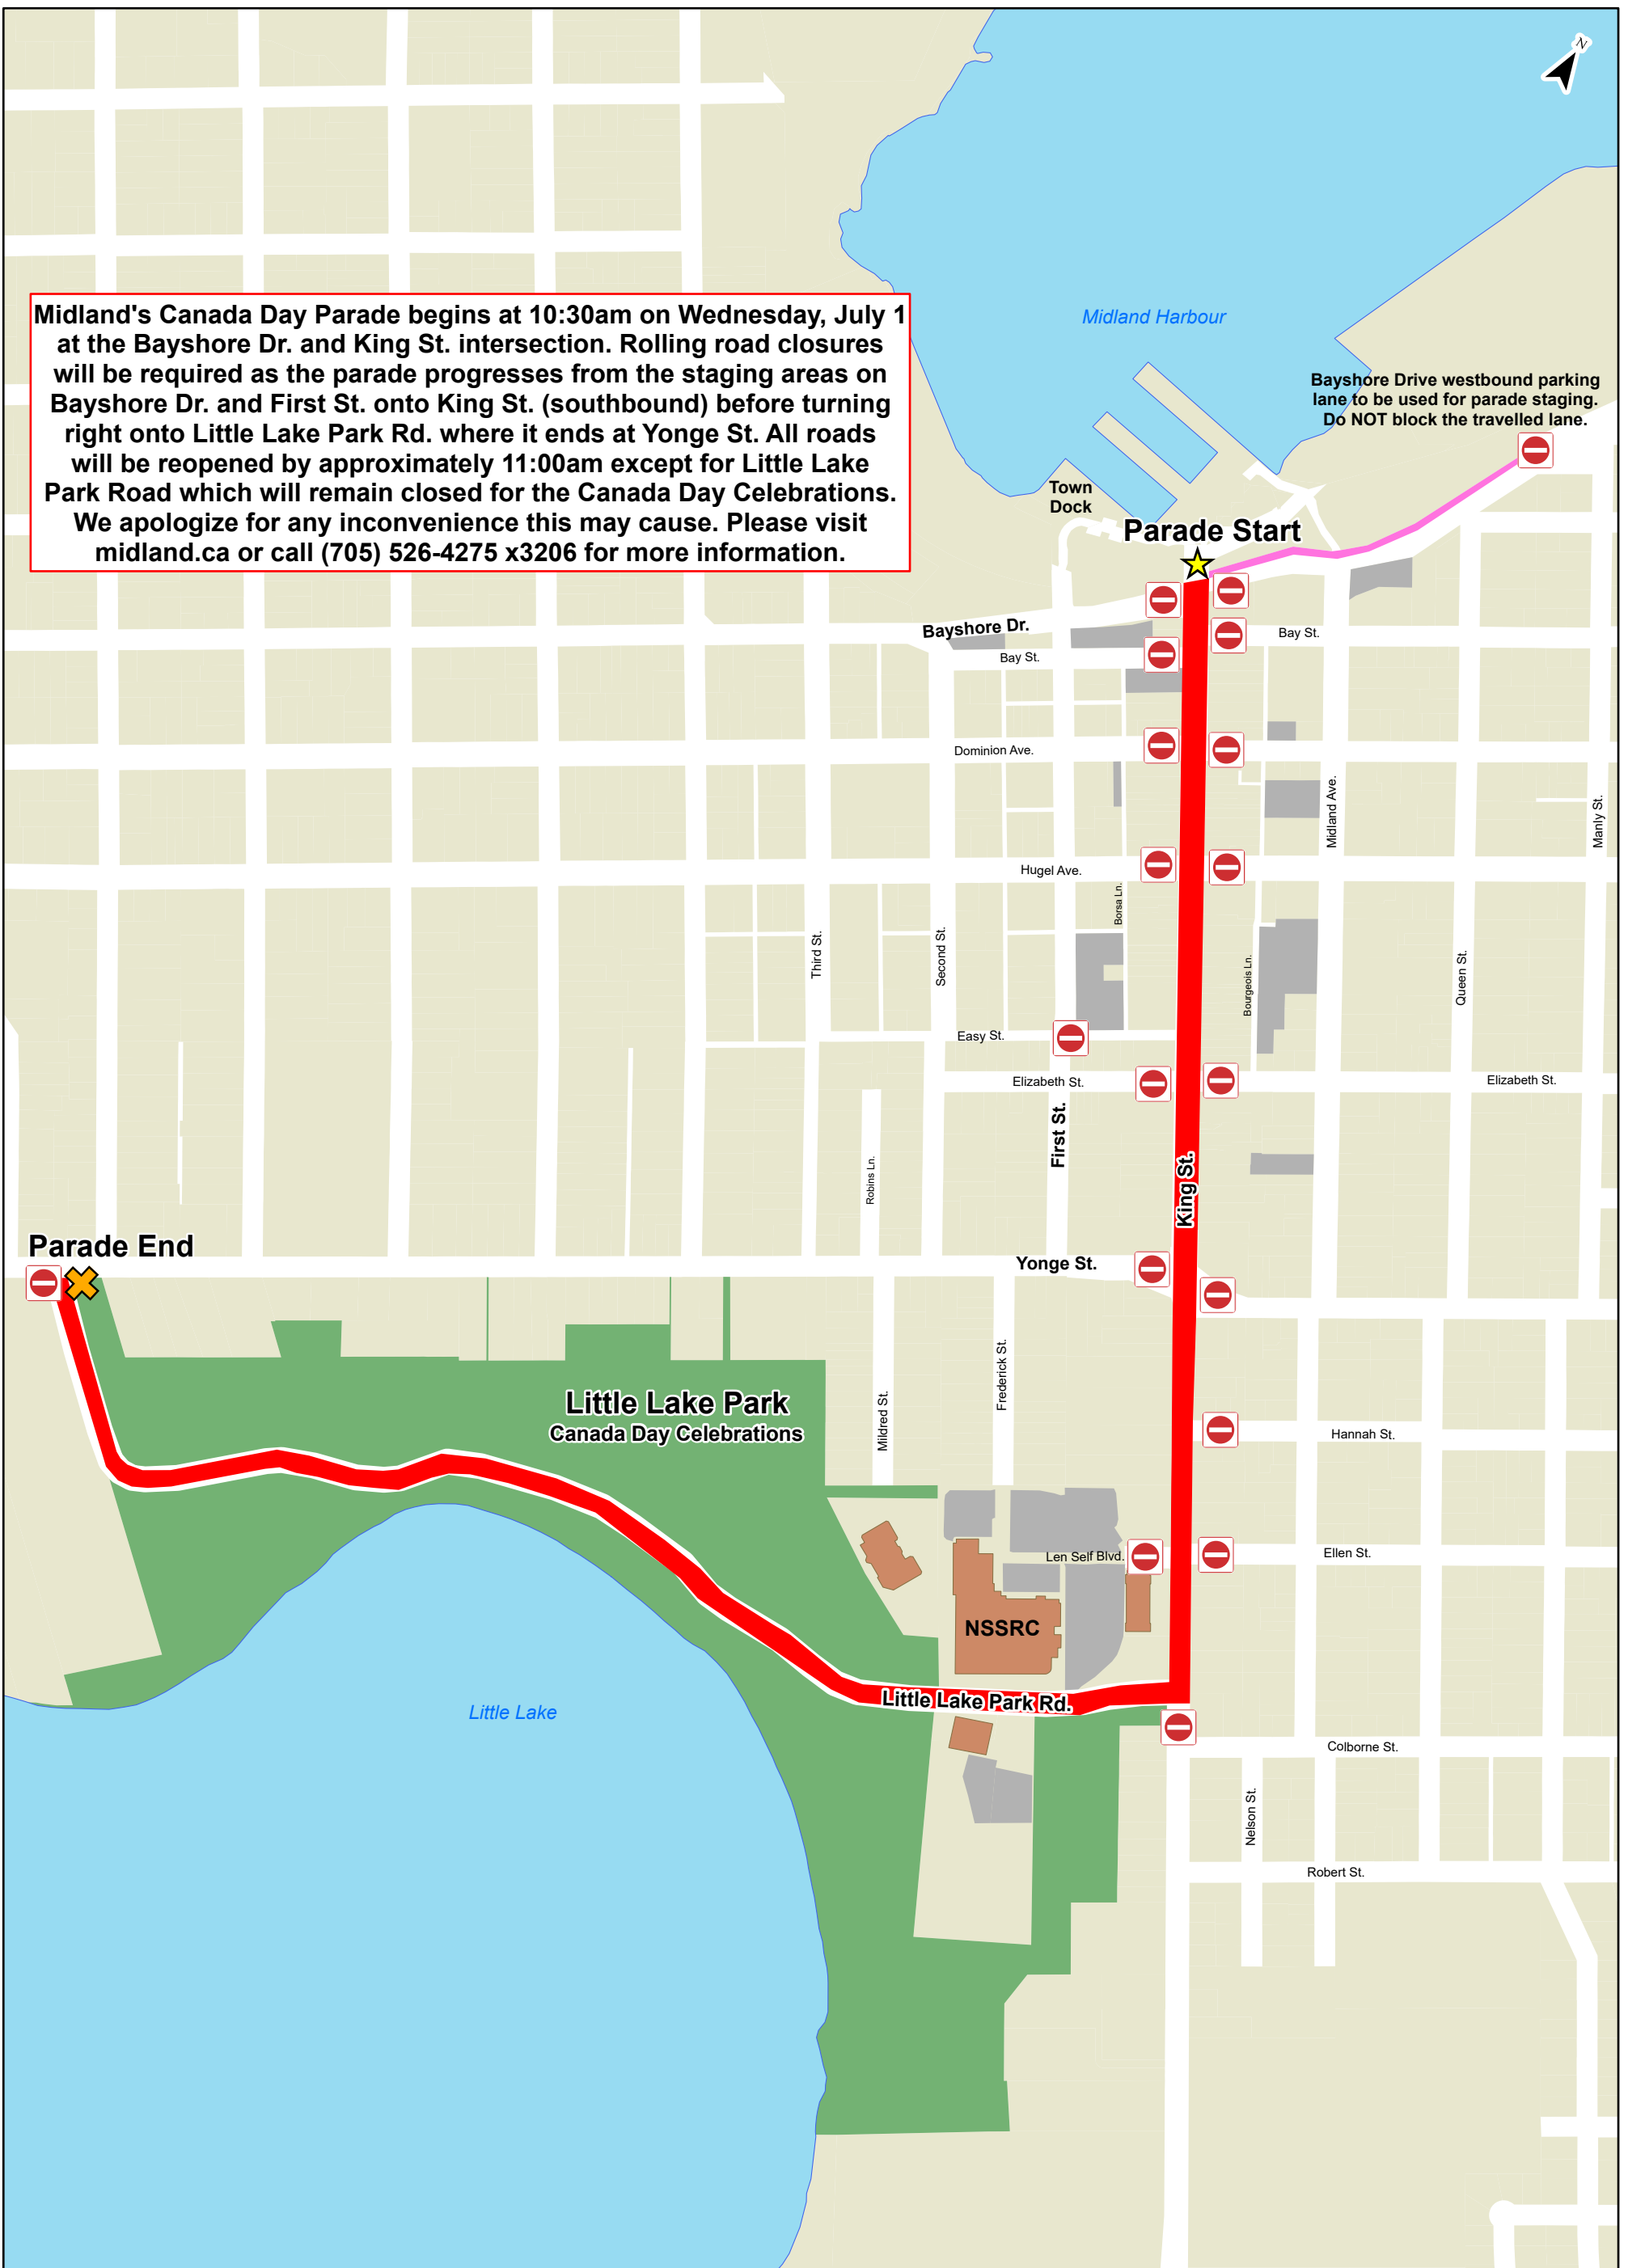 N
Midland's Canada Day Parade begins at 10:30am on Wednesday, July 1
at the Bayshore Dr. and King St. intersection. Rolling road closures
will be required as the parade progresses from the staging areas on
Bayshore Dr. and First St. onto King St. (southbound) before turning
right onto Little Lake Park Rd. where it ends at Yonge St. All roads
will be reopened by approximately 11:00am except for Little Lake
Park Road which will remain closed for the Canada Day Celebrations.
We apologize for any inconvenience this may cause. Please visit
midland.ca or call (705) 526-4275 x3206 for more information.
Midland Harbour
Bayshore Drive westbound parking
lane to be used for parade staging.
Do NOT block the travelled lane.
Town
Dock
Parade Start
Bayshore Dr.
Bay St.
Bay St.
Dominion Ave.
Midland Ave.
Manly St.
Hugel Ave.
Borsa Ln.
Third St.
Second St.
Bourgeois Ln.
Queen St.
Easy St.
Elizabeth St.
Elizabeth St.
First St.
Robins Ln.
King St.
Parade End
Yonge St.
Frederick St.
Mildred St.
Little Lake Park
Canada Day Celebrations
Hannah St.
Len Self Blvd.
Ellen St.
NSSRC
Little Lake Park Rd.
Little Lake
Colborne St.
Nelson St.
Robert St.